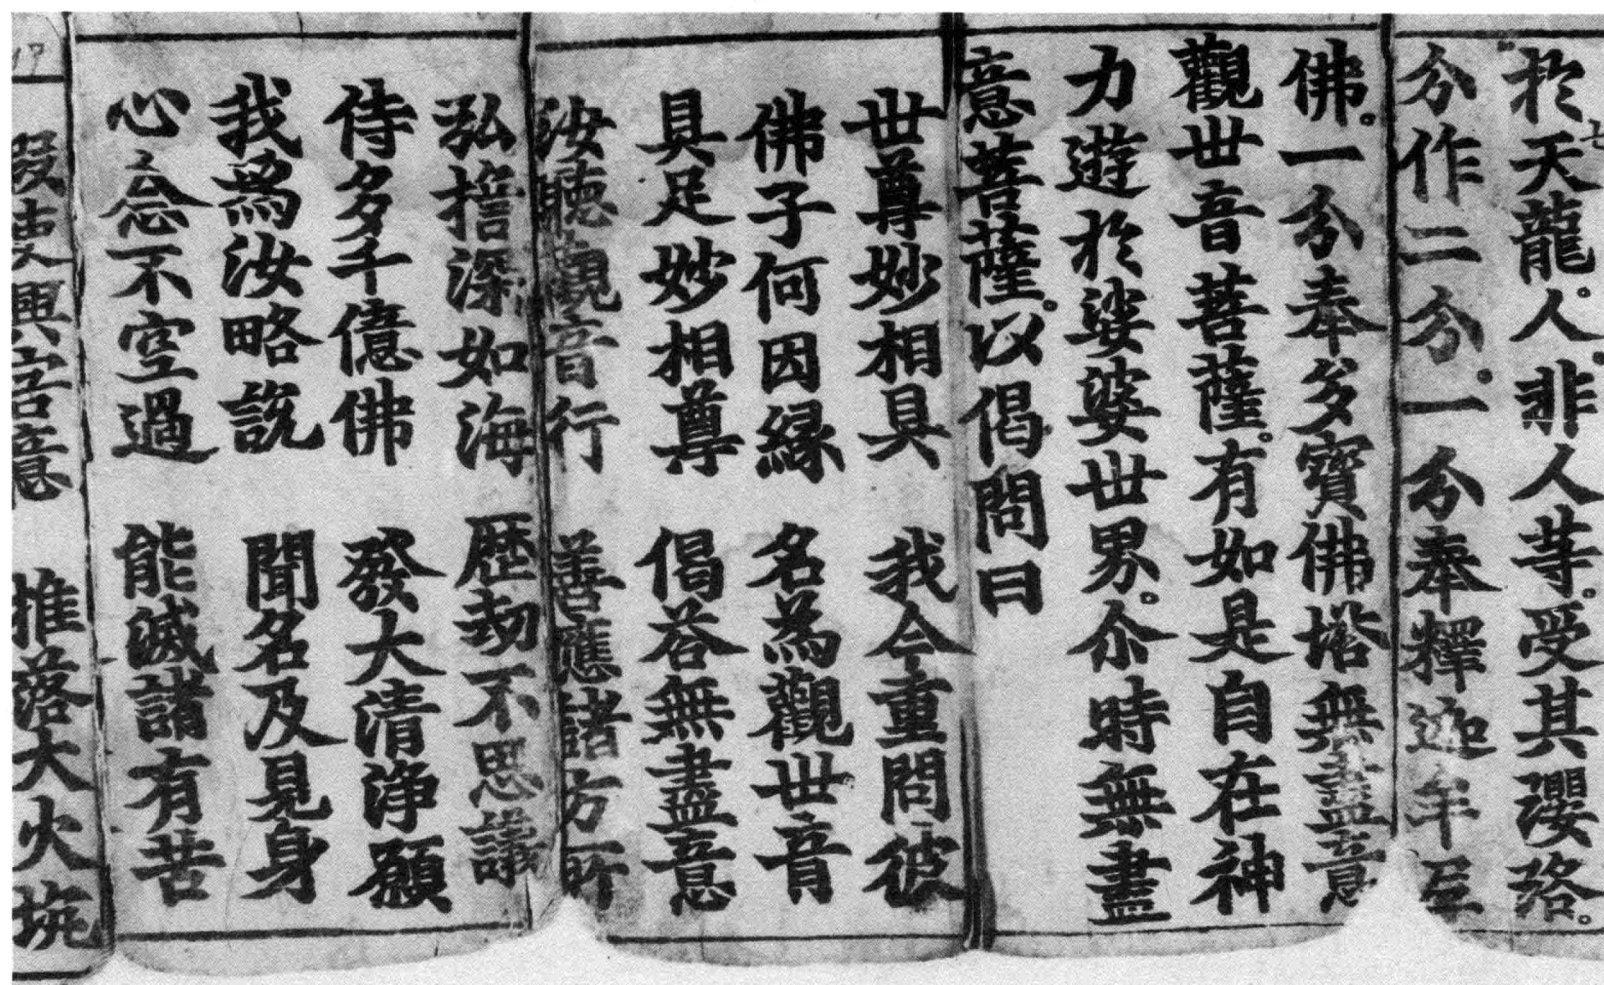 於天龍。人。非人等。受其瓔珞。
分作二分。一分奉釋迦牟尼
佛。一分奉多寶佛塔無盡意
觀世音菩薩。有如是自在神
力遊於娑婆世界。尒時無盡
意菩薩。以偈問曰
世尊妙相具 我今重問彼
佛子何因緣 名為觀世音
具足妙相尊 偈荅無盡意
汝聴觀音行 善應諸方所
弘誓深如海 歷劫不思議
侍多千億佛 發大清淨願
我為汝略說 聞名及見身
心念不空過 能滅諸有苦
假使興害意 推落大火坑